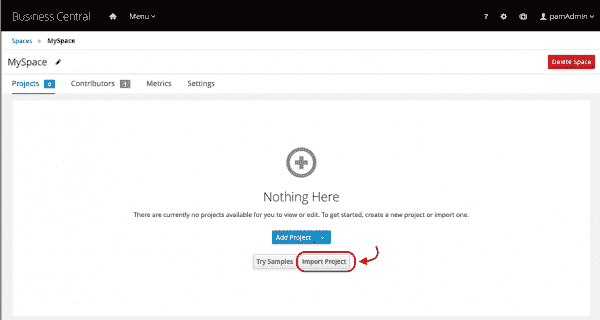 Business Central Menu ? pamAdmin
Spaces » MySpace
MySpace Delete Space
Projects 0 Contributors 1 Metrics Settings
Nothing Here
There are currently no projects available for you to view or edit. To get started, create a new project or import one.
Add Project
Try Samples Import Project